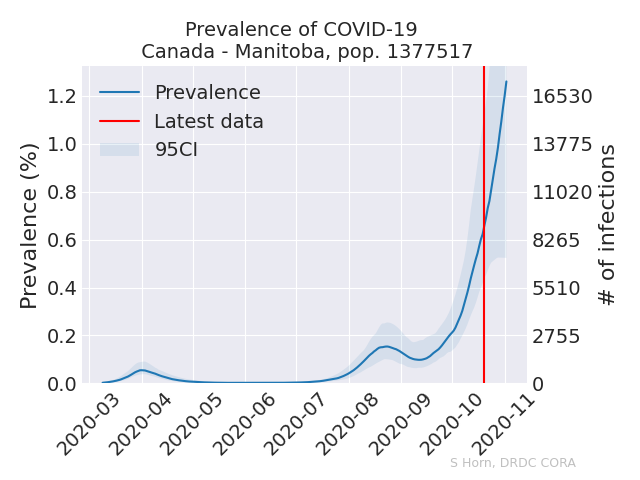 Prevalence of COVID-19
Canada - Manitoba, pop. 1377517
Prevalence
Latest data
95CI
Prevalence (%)
1.2
1.0
0.8
0.6
0.4
0.2
0.0
16530
13775
11020
8265
5510
2755
0
# of infections
2020-03
2020-04
2020-05
2020-06
2020-07
2020-08
2020-09
2020-10
2020-11
S Horn, DRDC CORA